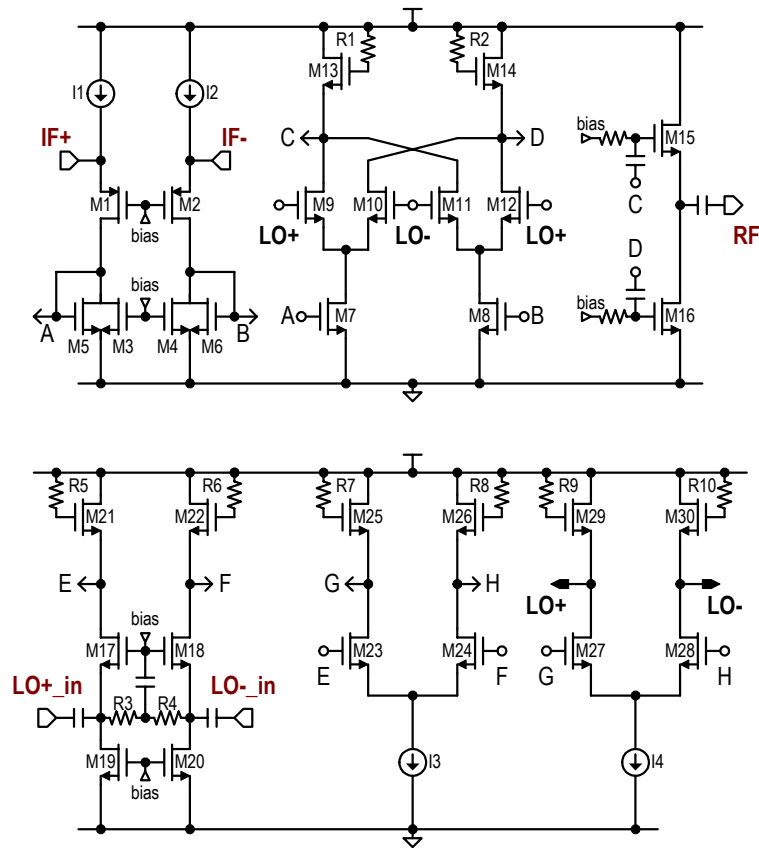 R1 R2
M13 M14
I1 I2
IF+ IF- C D bias M15
M1 M2 M9 M10 M11 M12 C
bias LO+ LO- LO+ RF
bias D
A M5 M3 M4 M6 B A M7 M8 B bias M16
R5 R6 R7 R8 R9 R10
M21 M22 M25 M26 M29 M30
E F G H LO+ LO-
bias
M17 M18 M23 M24 M27 M28
E F G H
LO+_in R3 R4 LO-_in
M19 M20 I3 I4
bias